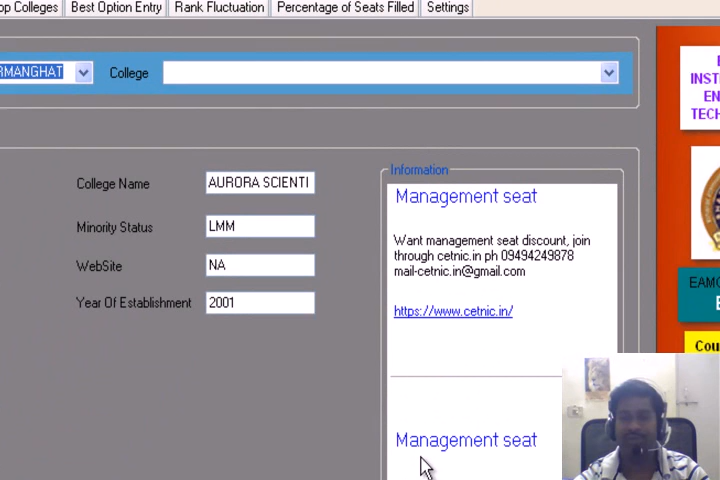 op Colleges
Best Option Entry
Rank Fluctuation
Percentage of Seats Filled
Settings
RMANGHAT
College
College Name
AURORA SCIENTI
Minority Status
LMM
WebSite
NA
Year Of Establishment
2001
Information
Management seat
Want management seat discount, join
through cetnic.in ph 09494249878
mail-cetnic.in@gmail.com
https://www.cetnic.in/
Management seat
INST
EN
TECH
EAMC
Cou